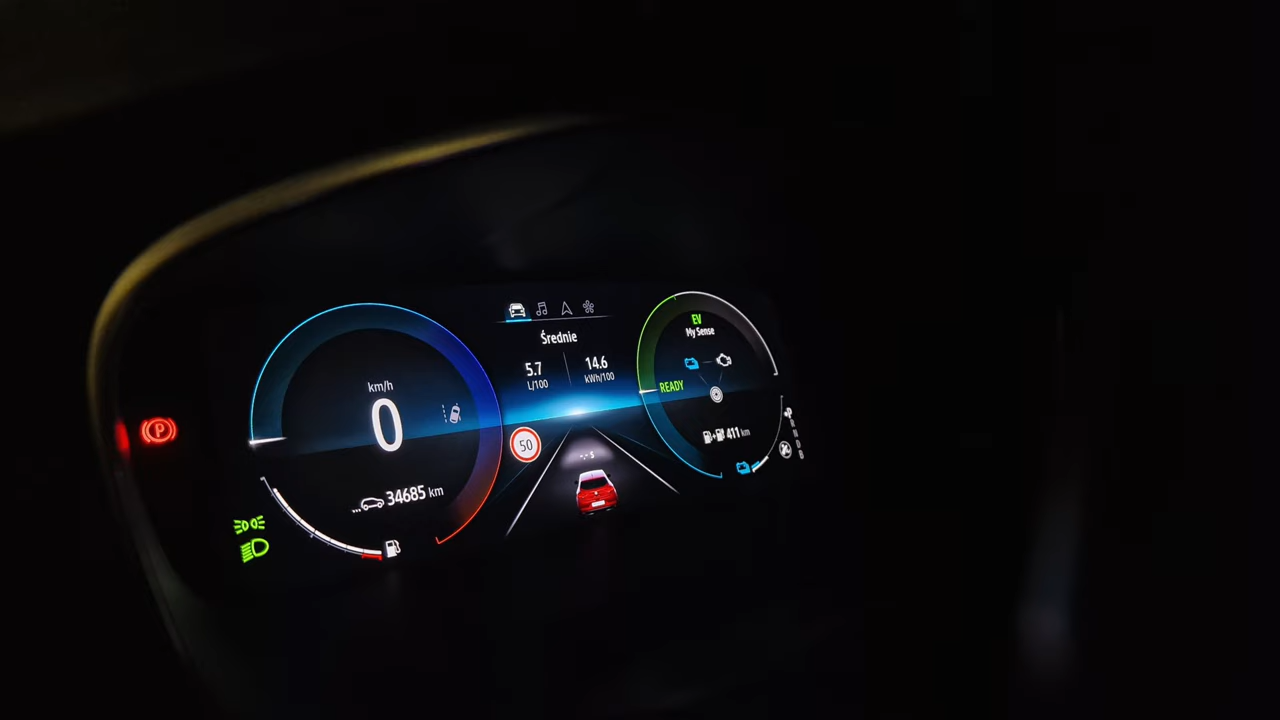 Średnie
5.7
L/100
14.6
kWh/100
km/h
0
50
34685 km
EV
My Sense
READY
411 km
P
P
R
N
D
B